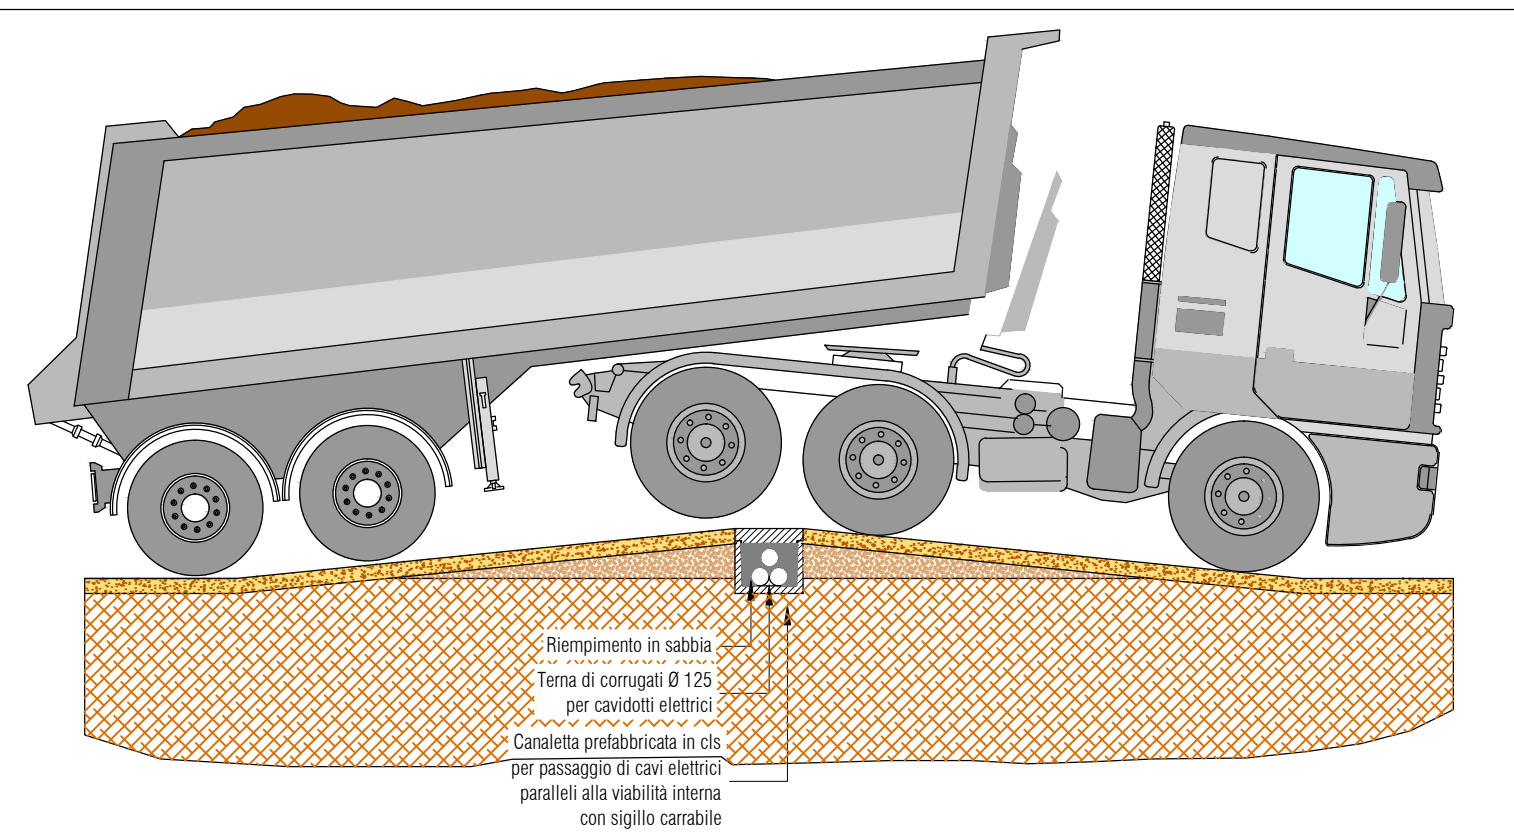 Riempimento in sabbia
Terna di corrugati Ø 125
per cavidotti elettrici
Canaletta prefabbricata in cls
per passaggio di cavi elettrici
paralleli alla viabilità interna
con sigillo carrabile